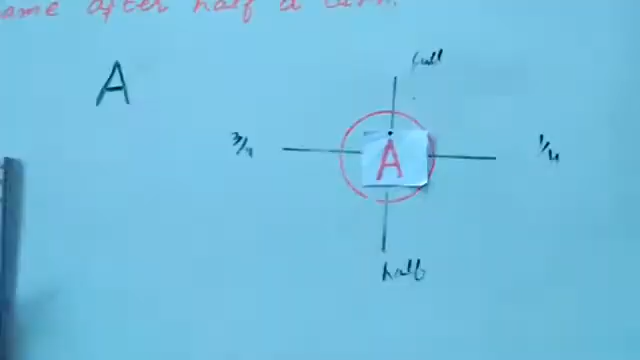 same after half a turn.
full
A
3/4
A
1/4
half